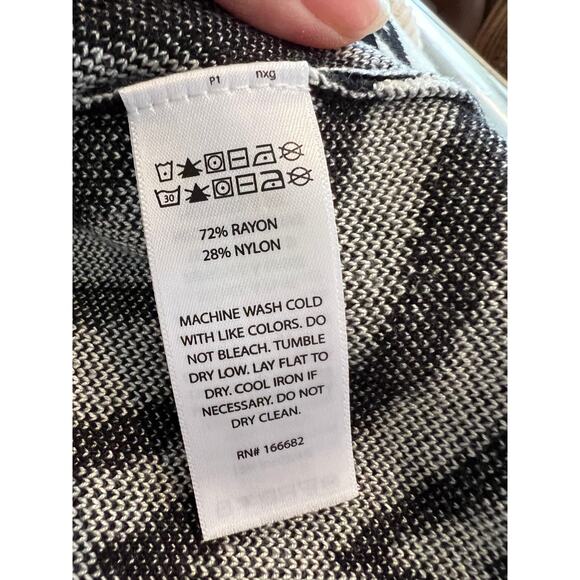 P1 nxg
30
72% RAYON
28% NYLON
MACHINE WASH COLD
WITH LIKE COLORS. DO
NOT BLEACH. TUMBLE
DRY LOW. LAY FLAT TO
DRY. COOL IRON IF
NECESSARY. DO NOT
DRY CLEAN.
RN# 166682